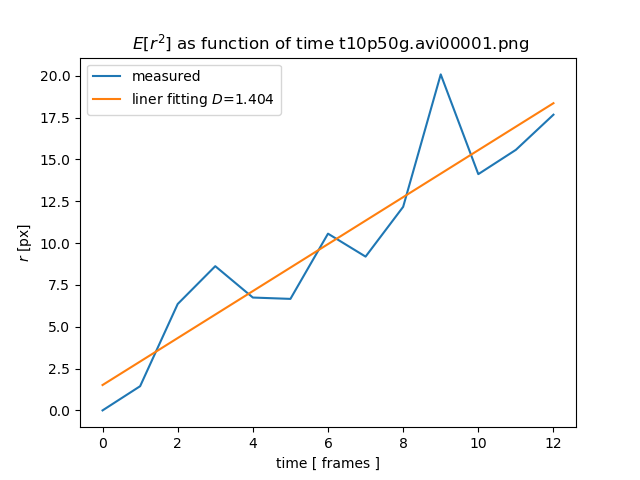 E[r²] as function of time t10p50g.avi00001.png
measured
liner fitting D=1.404
20.0
17.5
15.0
12.5
10.0
7.5
5.0
2.5
0.0
r [px]
0 2 4 6 8 10 12
time [ frames ]